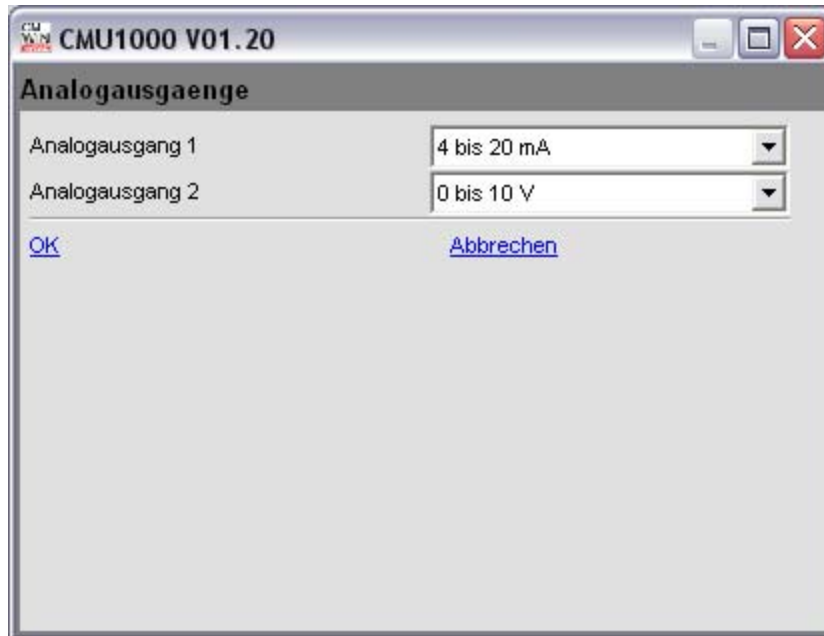 CMU1000 V01.20
Analogausgaenge
Analogausgang 1 4 bis 20 mA
Analogausgang 2 0 bis 10 V
OK Abbrechen